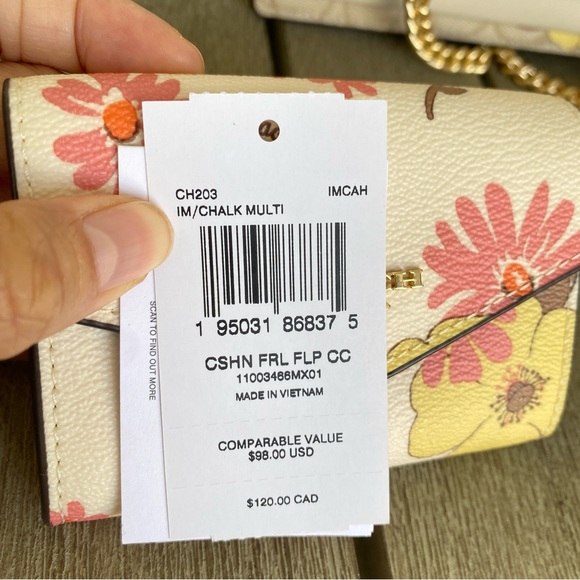 CH203 IMCAH
IM/CHALK MULTI
1 95031 86837 5
CSHN FRL FLP CC
11003466MX01
MADE IN VIETNAM
COMPARABLE VALUE
$98.00 USD
$120.00 CAD
SCAN TO FIND OUT MORE